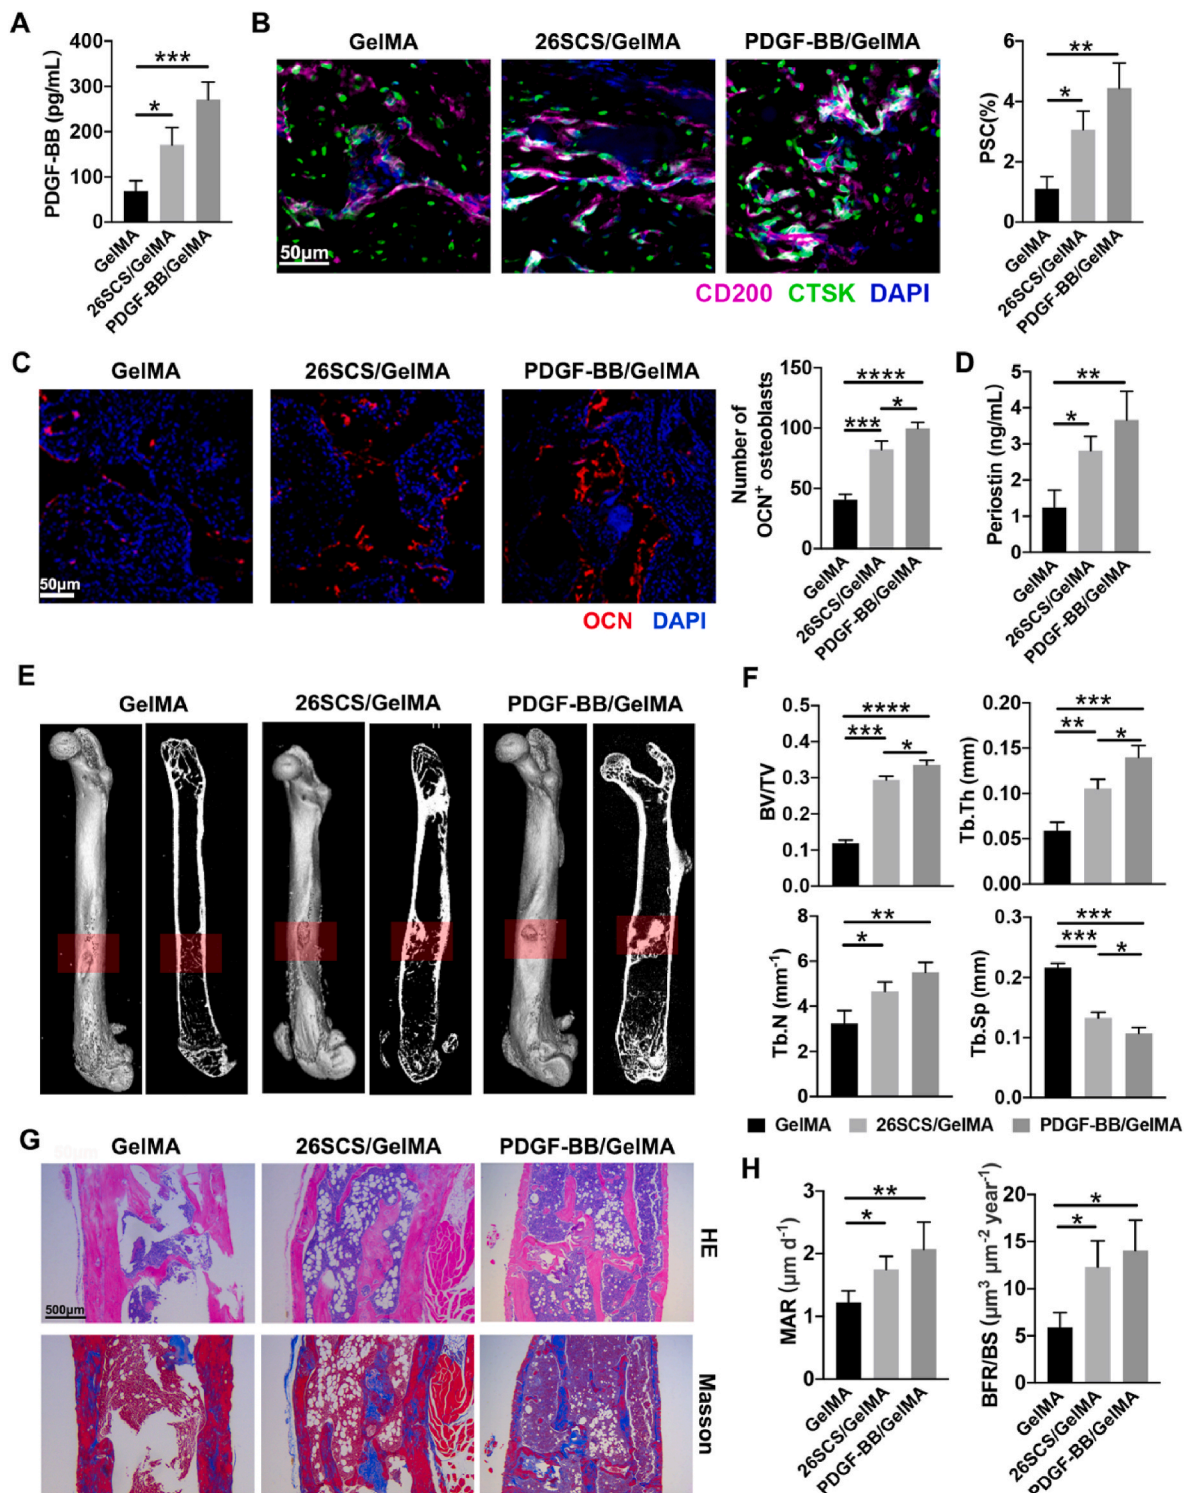 A
PDGF-BB (pg/mL)
400
300
200
100
0
***
*
GelMA
26SCS/GelMA
PDGF-BB/GelMA
B
GelMA
26SCS/GelMA
PDGF-BB/GelMA
50μm
CD200 CTSK DAPI
PSC(%)
6
4
2
0
**
*
GelMA
26SCS/GelMA
PDGF-BB/GelMA
C
GelMA
26SCS/GelMA
PDGF-BB/GelMA
50μm
OCN DAPI
Number of
OCN+ osteoblasts
150
100
50
0
****
***
*
GelMA
26SCS/GelMA
PDGF-BB/GelMA
D
Periostin (ng/mL)
5
4
3
2
1
0
**
*
GelMA
26SCS/GelMA
PDGF-BB/GelMA
E
GelMA
26SCS/GelMA
PDGF-BB/GelMA
F
BV/TV
0.5
0.3
0.2
0.1
0.0
****
***
*
Tb.Th (mm)
0.20
0.15
0.10
0.05
0.00
***
**
*
Tb.N (mm-1)
8
6
4
2
0
**
*
Tb.Sp (mm)
0.3
0.2
0.1
0.0
***
***
*
GelMA 26SCS/GelMA PDGF-BB/GelMA
G
GelMA
26SCS/GelMA
PDGF-BB/GelMA
50μm
500μm
HE
Masson
H
MAR (μm d-1)
3
2
1
0
**
*
GelMA
26SCS/GelMA
PDGF-BB/GelMA
BFR/BS (μm3 μm-2 year-1)
20
15
10
5
0
*
*
GelMA
26SCS/GelMA
PDGF-BB/GelMA